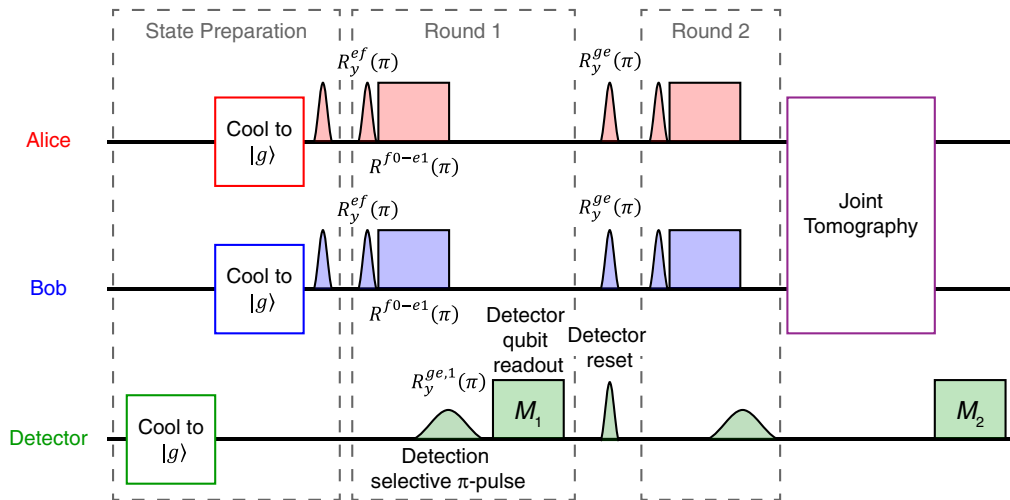 State Preparation
Round 1
Round 2
R_y^{ef}(π)
R_y^{ge}(π)
Alice
Cool to
|g⟩
R^{f0−e1}(π)
R_y^{ef}(π)
R_y^{ge}(π)
Joint
Tomography
Bob
Cool to
|g⟩
R^{f0−e1}(π)
Detector
qubit
readout
Detector
reset
R_y^{ge,1}(π)
Detector
Cool to
|g⟩
M_1
M_2
Detection
selective π-pulse